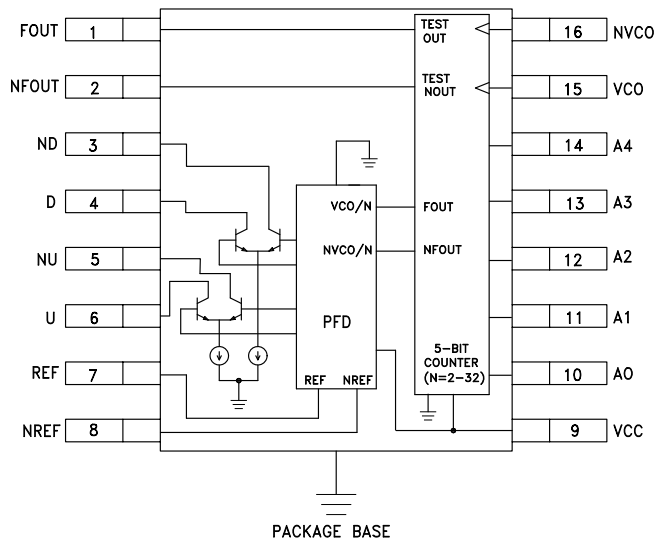 FOUT 1
NFOUT 2
ND 3
D 4
NU 5
U 6
REF 7
NREF 8
TEST
OUT
TEST
NOUT
VCO/N
FOUT
NVCO/N
NFOUT
PFD
REF NREF
5-BIT
COUNTER
(N=2-32)
16 NVCO
15 VCO
14 A4
13 A3
12 A2
11 A1
10 A0
9 VCC
PACKAGE BASE